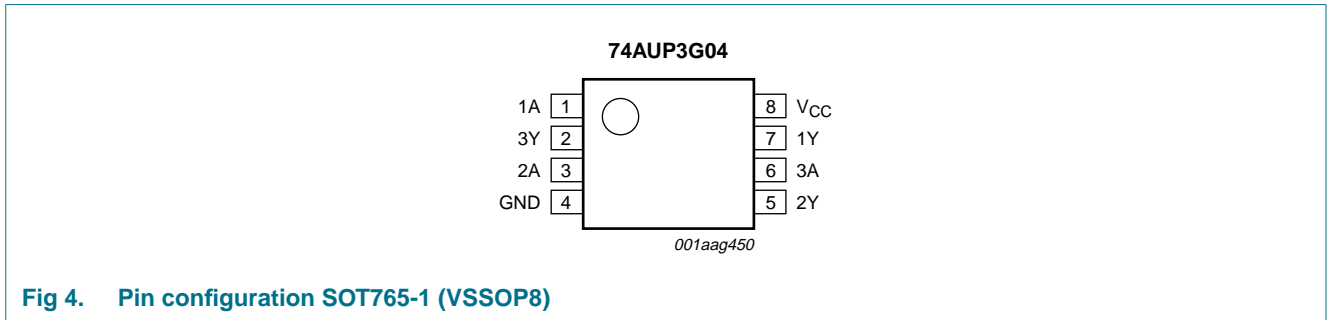 74AUP3G04
1A 1 8 VCC
3Y 2 7 1Y
2A 3 6 3A
GND 4 5 2Y
001aag450
Fig 4. Pin configuration SOT765-1 (VSSOP8)